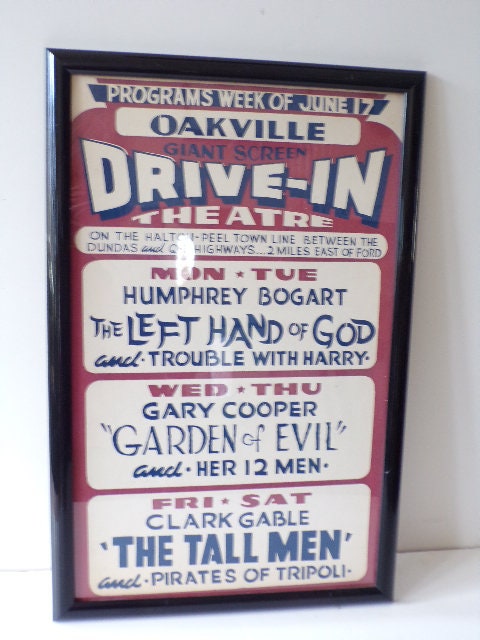 PROGRAMS WEEK OF JUNE 17
OAKVILLE
GIANT SCREEN
DRIVE-IN
THEATRE
ON THE HALTON-PEEL TOWN LINE BETWEEN THE
DUNDAS and HIGHWAYS...2 MILES EAST OF FORD
MON ★ TUE
HUMPHREY BOGART
THE LEFT HAND OF GOD
and · TROUBLE WITH HARRY ·
WED ★ THU
GARY COOPER
"GARDEN of EVIL"
and · HER 12 MEN ·
FRI ★ SAT
CLARK GABLE
'THE TALL MEN'
and · PIRATES OF TRIPOLI ·